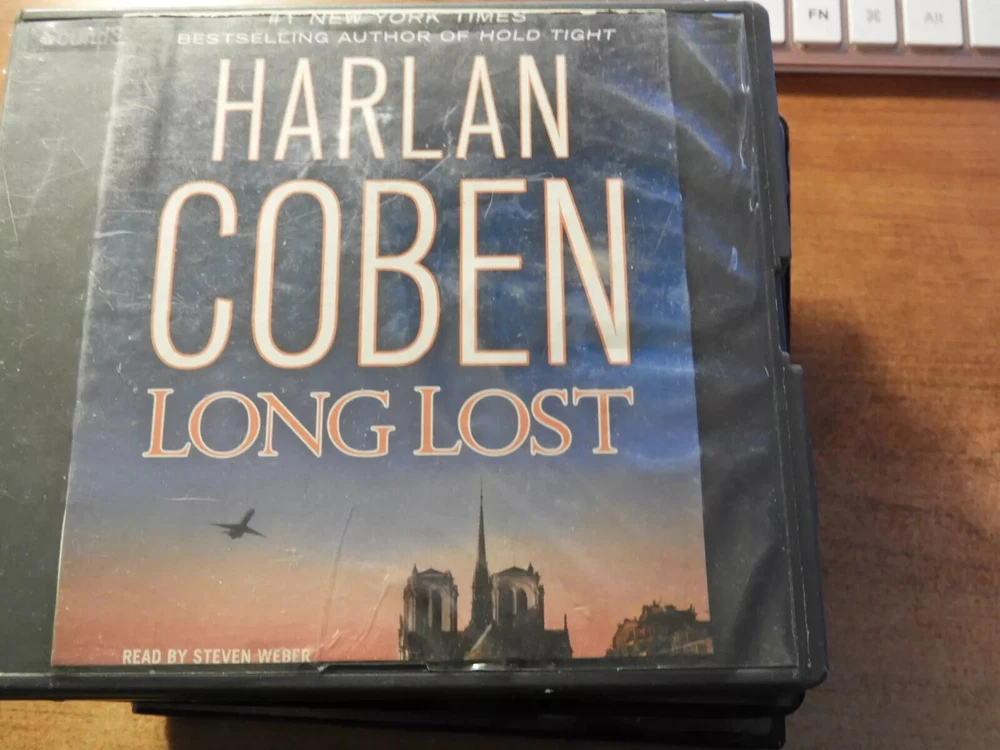 #1 NEW YORK TIMES
BESTSELLING AUTHOR OF HOLD TIGHT
HARLAN
COBEN
LONG LOST
READ BY STEVEN WEBER
FN
⌘
Alt